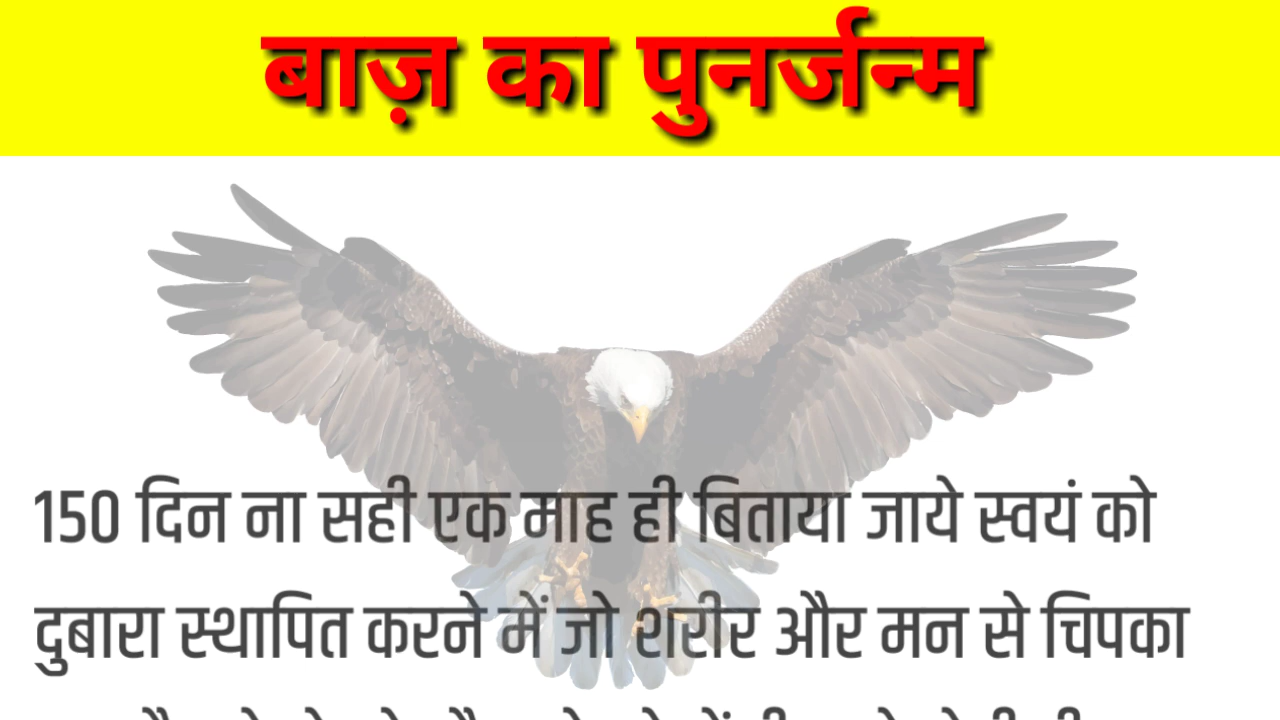 बाज़ का पुनर्जन्म
150 दिन ना सही एक माह ही बिताया जाये स्वयं को
दुबारा स्थापित करने में जो शरीर और मन से चिपका